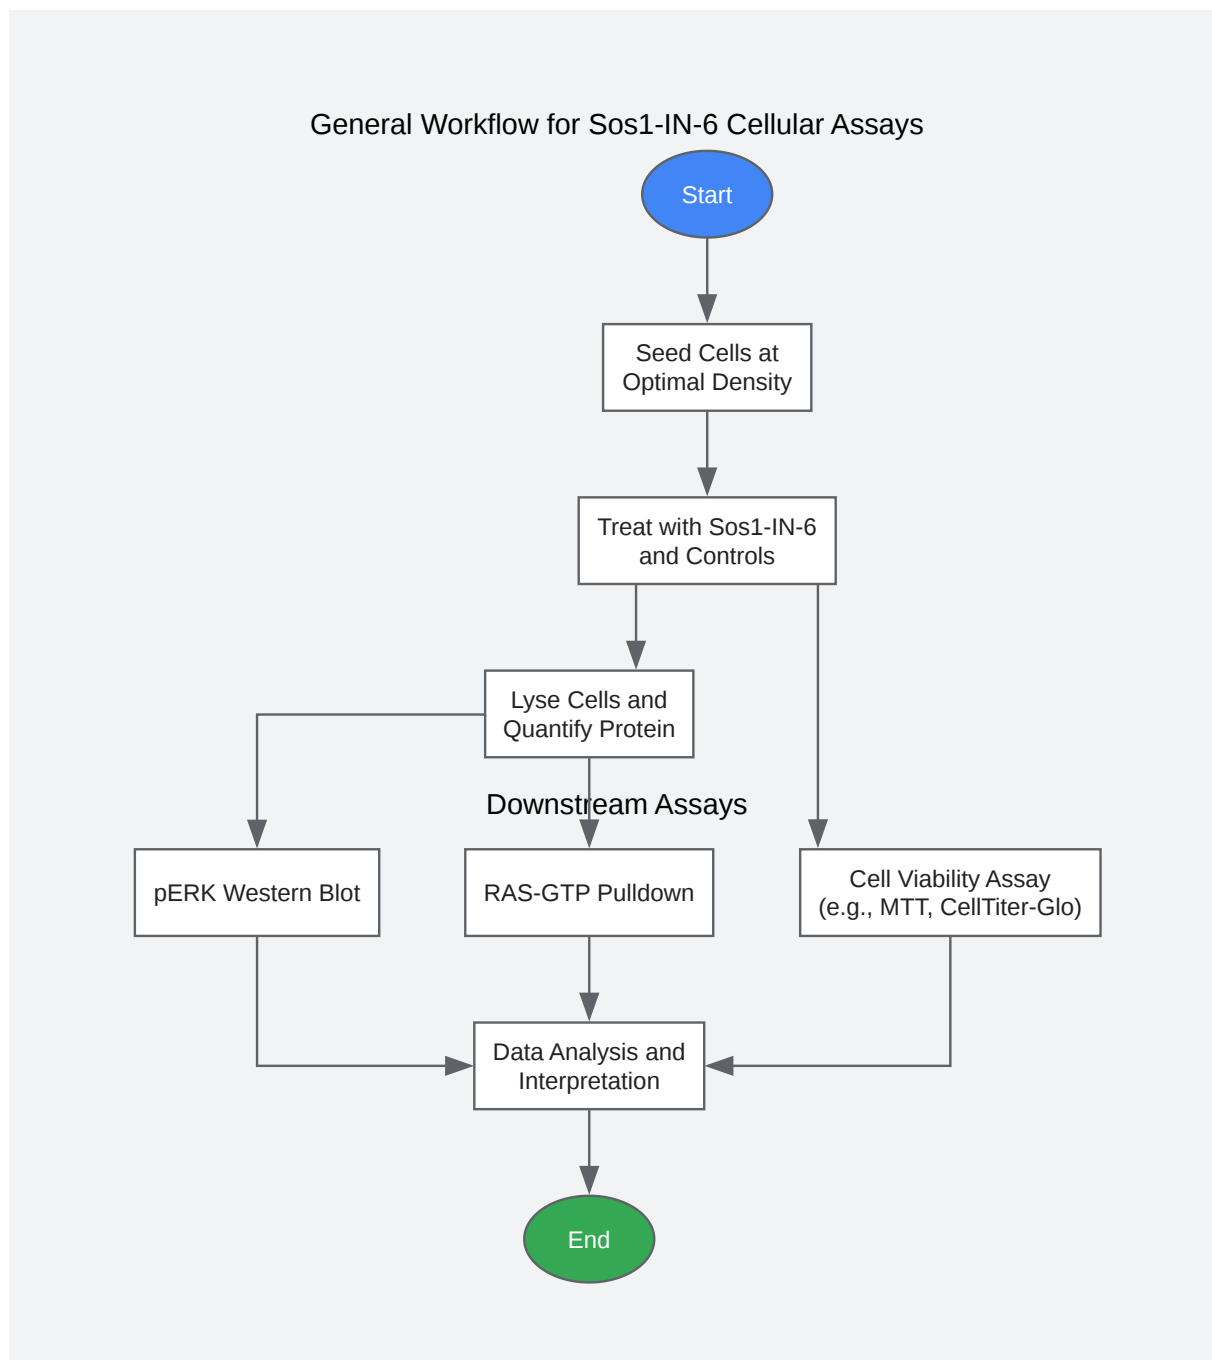 General Workflow for Sos1-IN-6 Cellular Assays
Start
Seed Cells at
Optimal Density
Treat with Sos1-IN-6
and Controls
Lyse Cells and
Quantify Protein
Downstream Assays
pERK Western Blot
RAS-GTP Pulldown
Cell Viability Assay
(e.g., MTT, CellTiter-Glo)
Data Analysis and
Interpretation
End